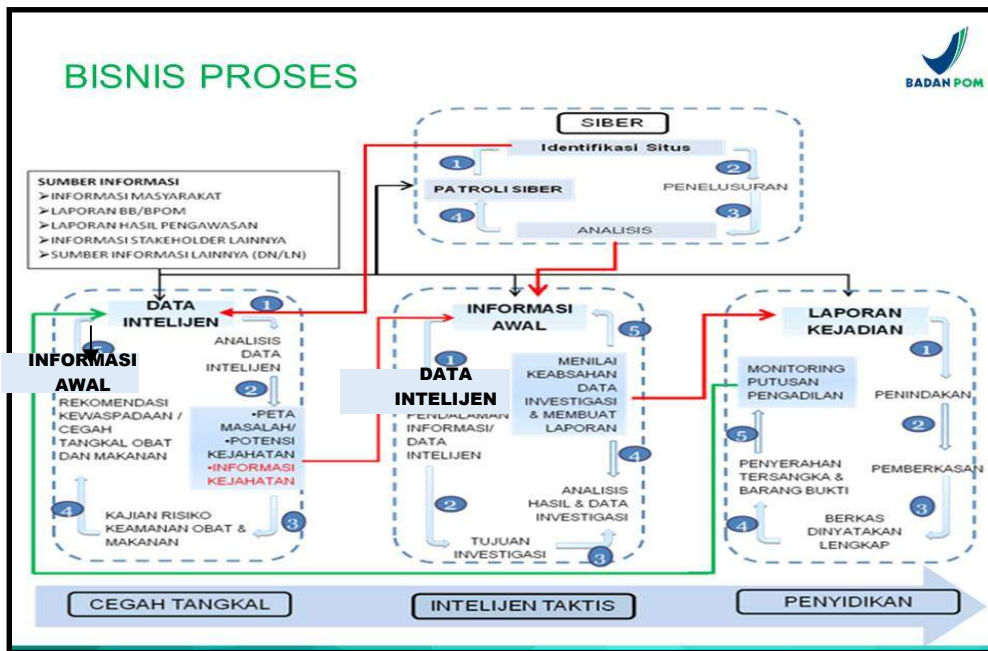 BISNIS PROSES
BADAN POM
SIBER
Identifikasi Situs
1
2
PATROLI SIBER
PENELUSURAN
4
3
ANALISIS
SUMBER INFORMASI
➢INFORMASI MASYARAKAT
➢LAPORAN BB/BPOM
➢LAPORAN HASIL PENGAWASAN
➢INFORMASI STAKEHOLDER LAINNYA
➢SUMBER INFORMASI LAINNYA (DN/LN)
DATA
INTELIJEN
1
ANALISIS
DATA
INTELIJEN
2
•PETA
MASALAH/
•POTENSI
KEJAHATAN
•INFORMASI
KEJAHATAN
3
KAJIAN RISIKO
KEAMANAN OBAT &
MAKANAN
4
REKOMENDASI
KEWASPADAAN /
CEGAH
TANGKAL OBAT
DAN MAKANAN
INFORMASI
AWAL
INFORMASI
AWAL
1
DATA
INTELIJEN
PENDALAMAN
INFORMASI/
DATA
INTELIJEN
2
TUJUAN
INVESTIGASI
3
ANALISIS
HASIL & DATA
INVESTIGASI
4
MENILAI
KEABSAHAN
DATA
INVESTIGASI
& MEMBUAT
LAPORAN
5
LAPORAN
KEJADIAN
1
PENINDAKAN
2
PEMBERKASAN
3
BERKAS
DINYATAKAN
LENGKAP
4
PENYERAHAN
TERSANGKA &
BARANG BUKTI
5
MONITORING
PUTUSAN
PENGADILAN
CEGAH TANGKAL
INTELIJEN TAKTIS
PENYIDIKAN